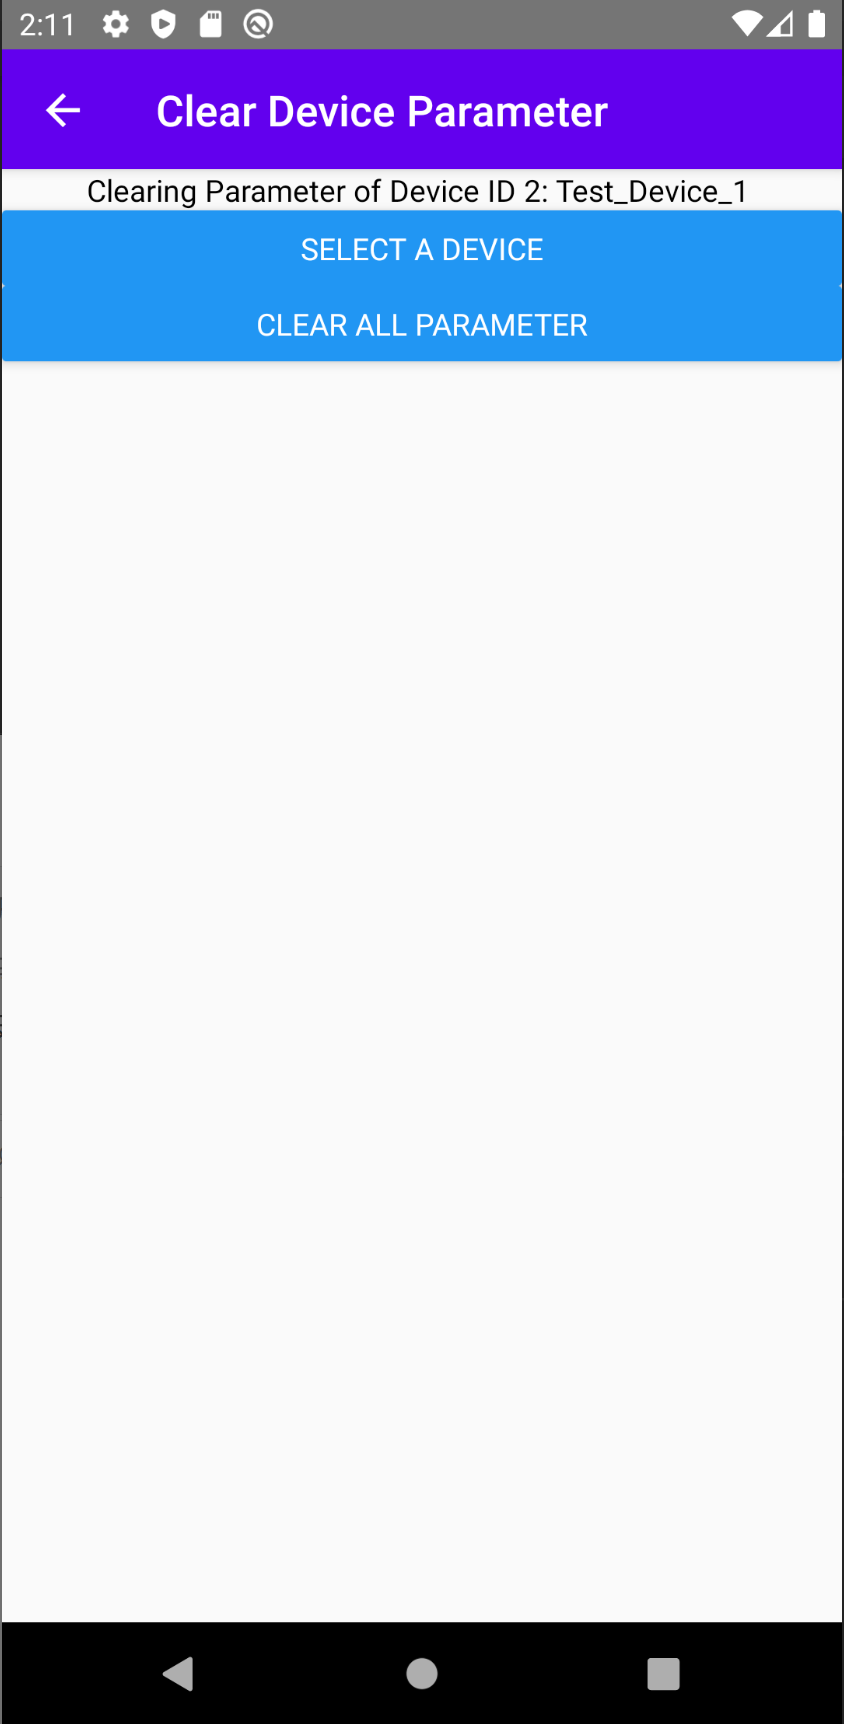 2:11
Clear Device Parameter
Clearing Parameter of Device ID 2: Test_Device_1
SELECT A DEVICE
CLEAR ALL PARAMETER